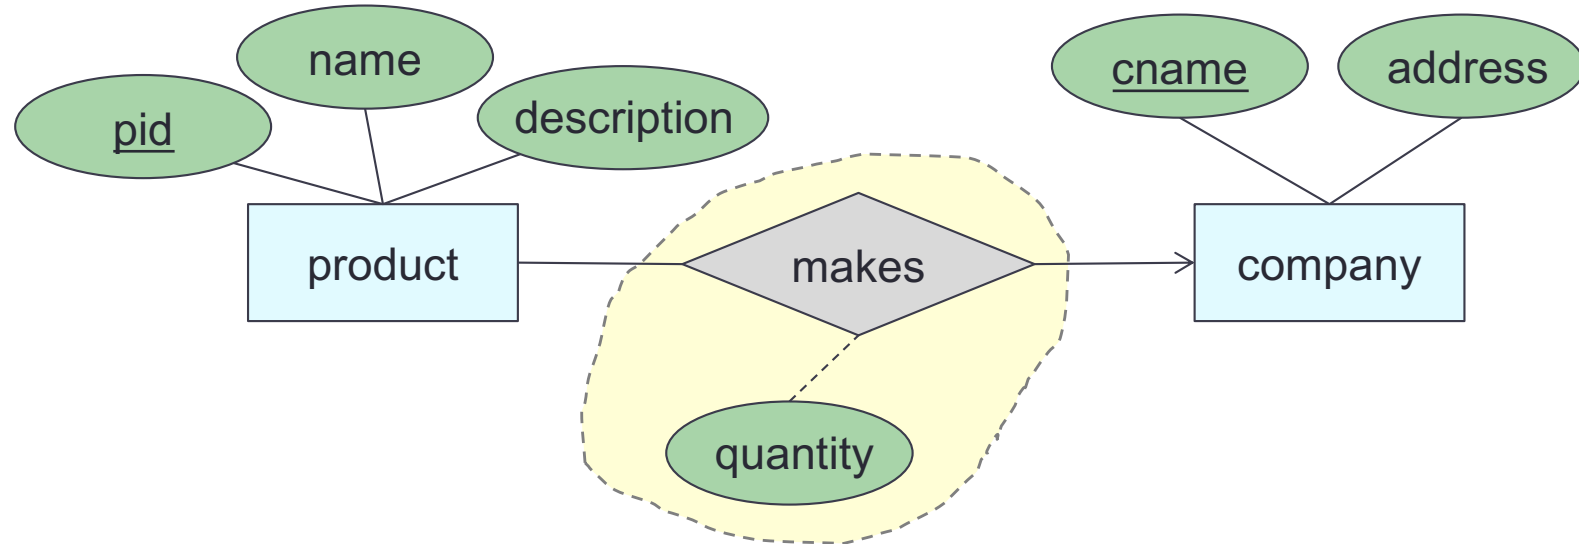 name
pid
description
cname
address
product
makes
company
quantity